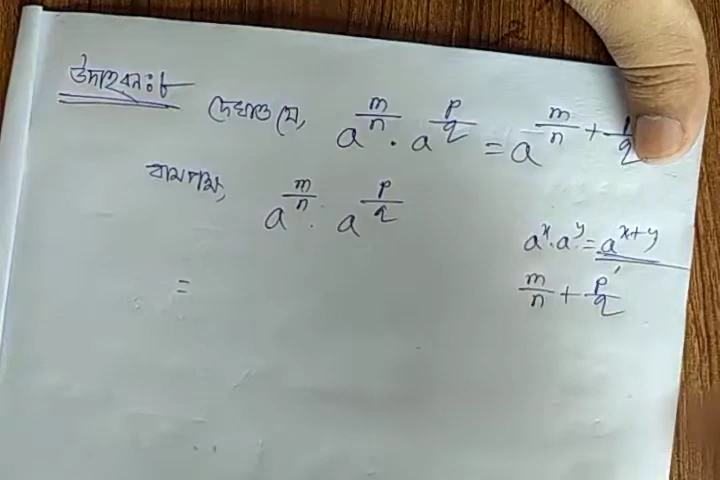 উদাহরণ: ৮ দেখাও যে, a^{m/n} · a^{p/q} = a^{m/n + p/q}
বামপক্ষ, a^{m/n} · a^{p/q}
a^x · a^y = a^{x+y}
=
m/n + p/q